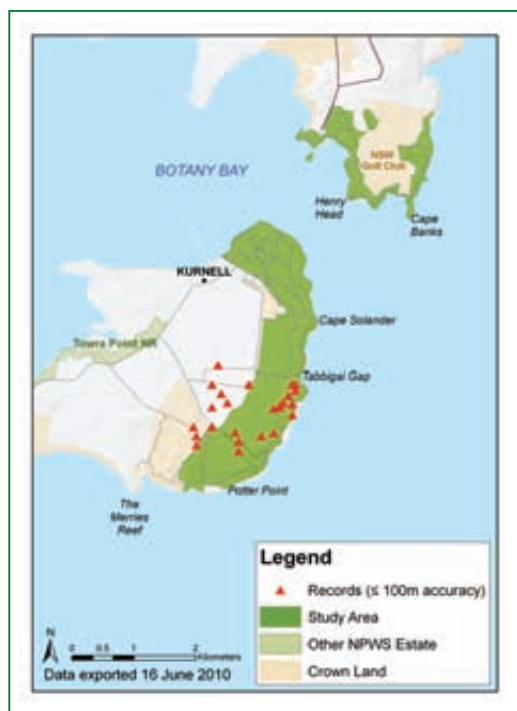 BOTANY BAY
NSW
Golf Club
Henry
Head
Cape
Banks
KURNELL
Cape Solander
Towra Point NR
Tabbigai Gap
Potter Point
The
Merries
Reef
Legend
Records (≤ 100m accuracy)
Study Area
Other NPWS Estate
Crown Land
N
0 0.5 1 2
Kilometers
Data exported 16 June 2010